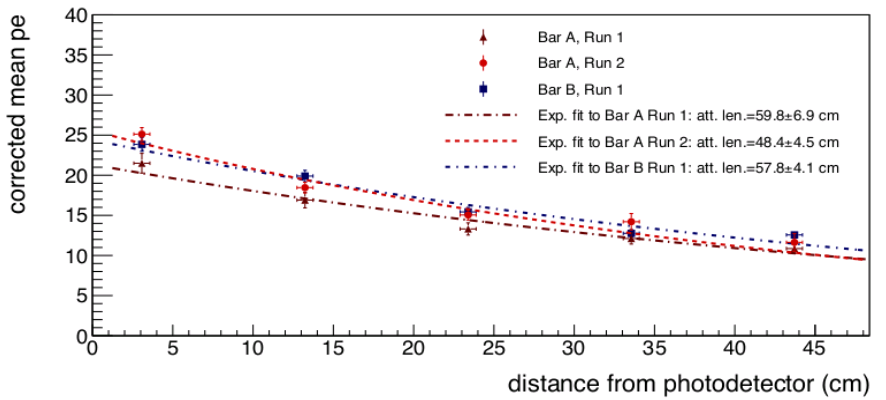 corrected mean pe
40
35
30
25
20
15
10
5
0
Bar A, Run 1
Bar A, Run 2
Bar B, Run 1
Exp. fit to Bar A Run 1: att. len.=59.8±6.9 cm
Exp. fit to Bar A Run 2: att. len.=48.4±4.5 cm
Exp. fit to Bar B Run 1: att. len.=57.8±4.1 cm
0 5 10 15 20 25 30 35 40 45
distance from photodetector (cm)